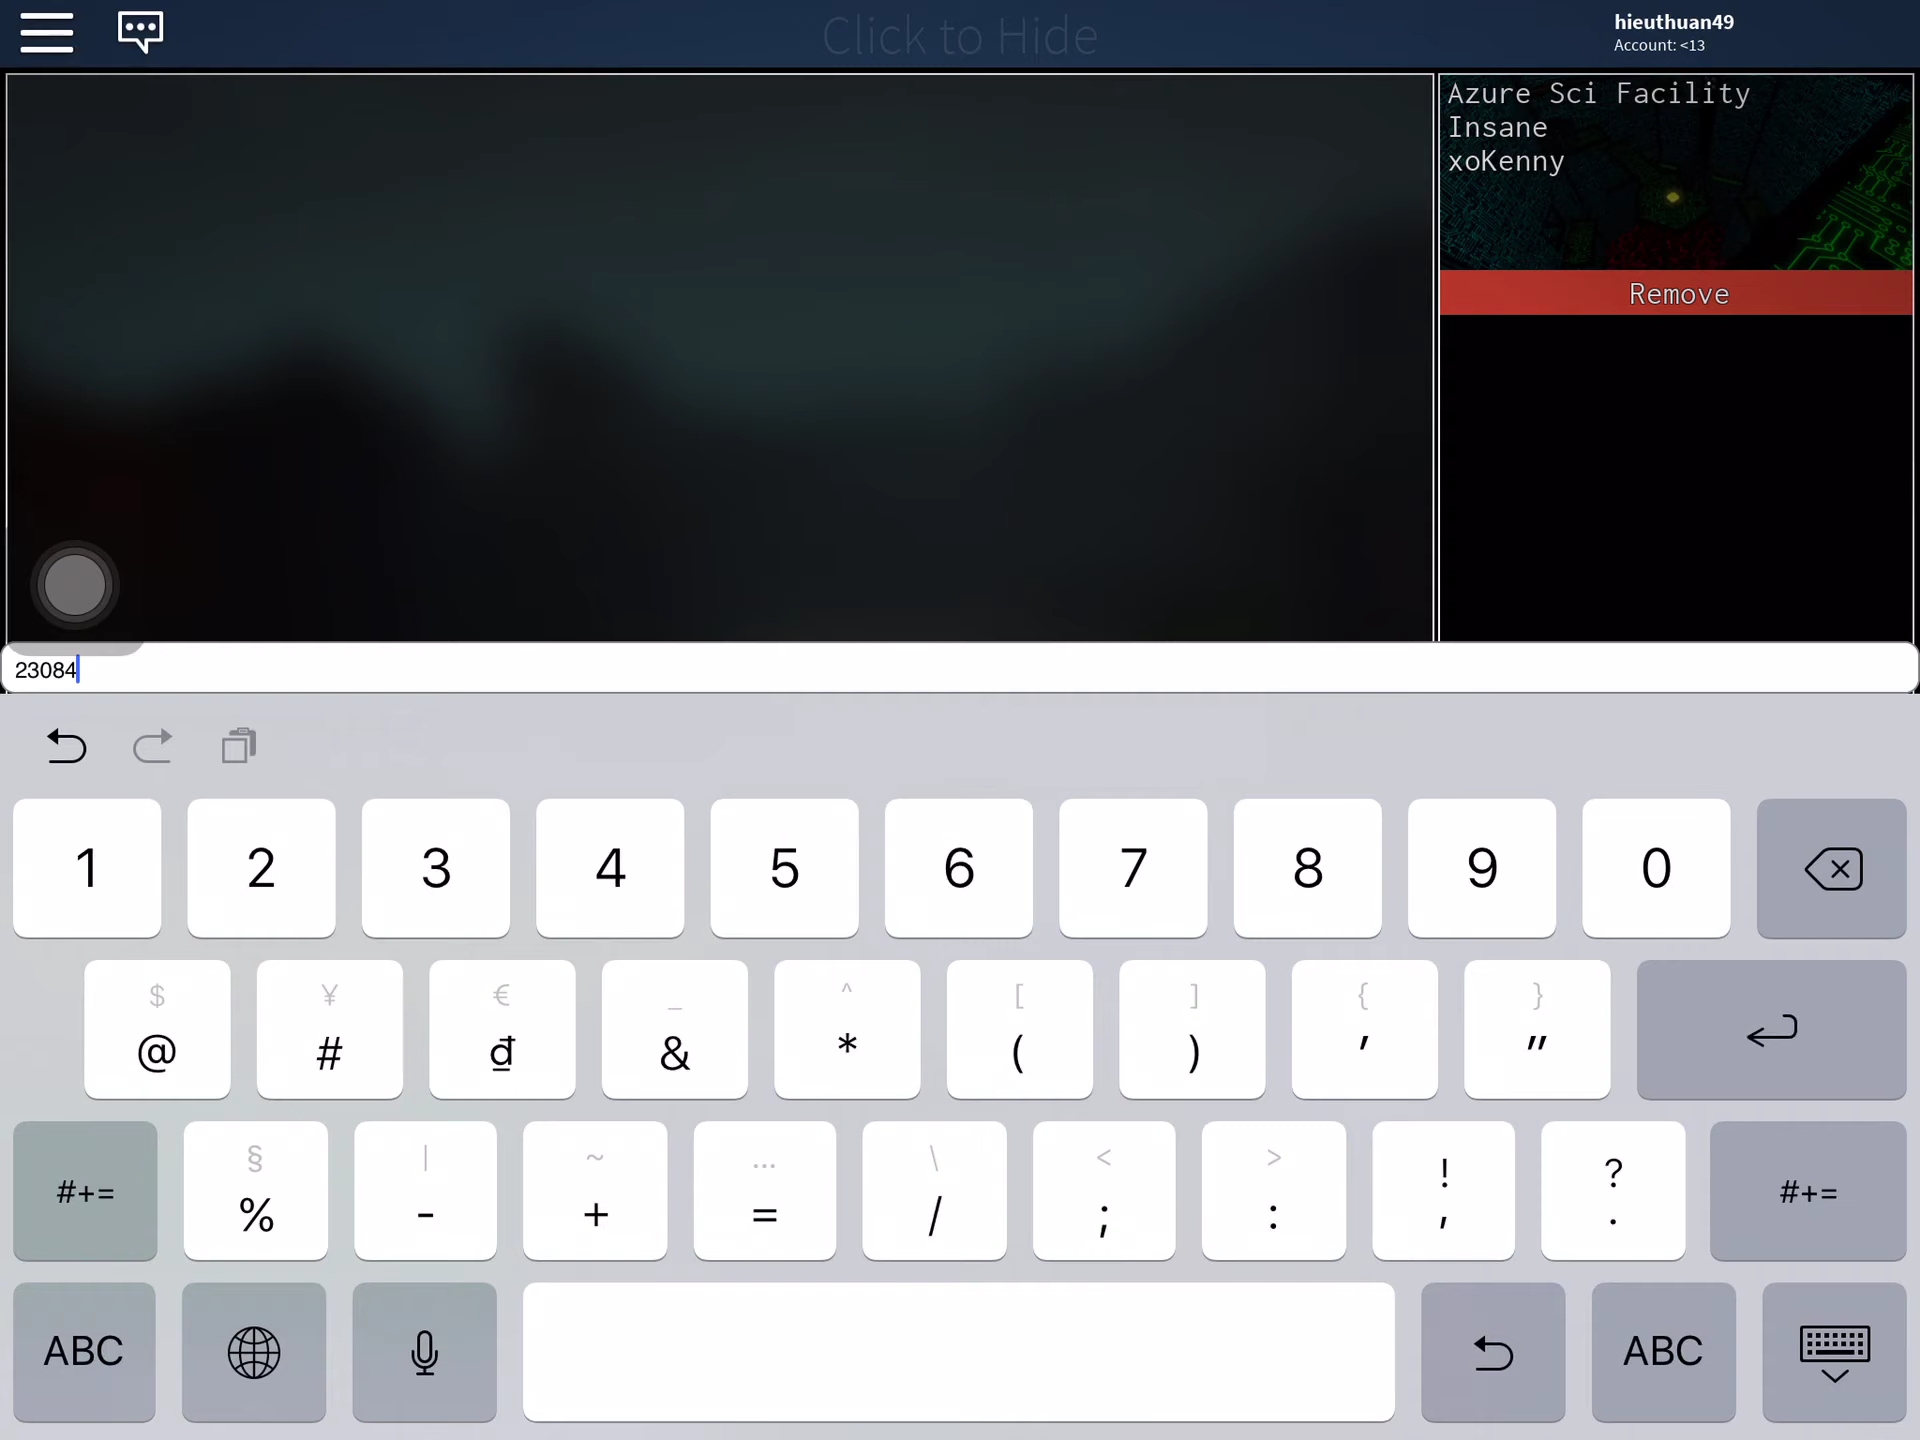 Click to Hide
hieuthuan49
Account: <13
Azure Sci Facility
Insane
xoKenny
Remove
23084
1 2 3 4 5 6 7 8 9 0
$ ¥ € _ ^ [ ] { }
@ # ₫ & * ( ) ' "
§ | ~ … \ < > ! ?
#+= % - + = / ; : , . #+=
ABC ABC